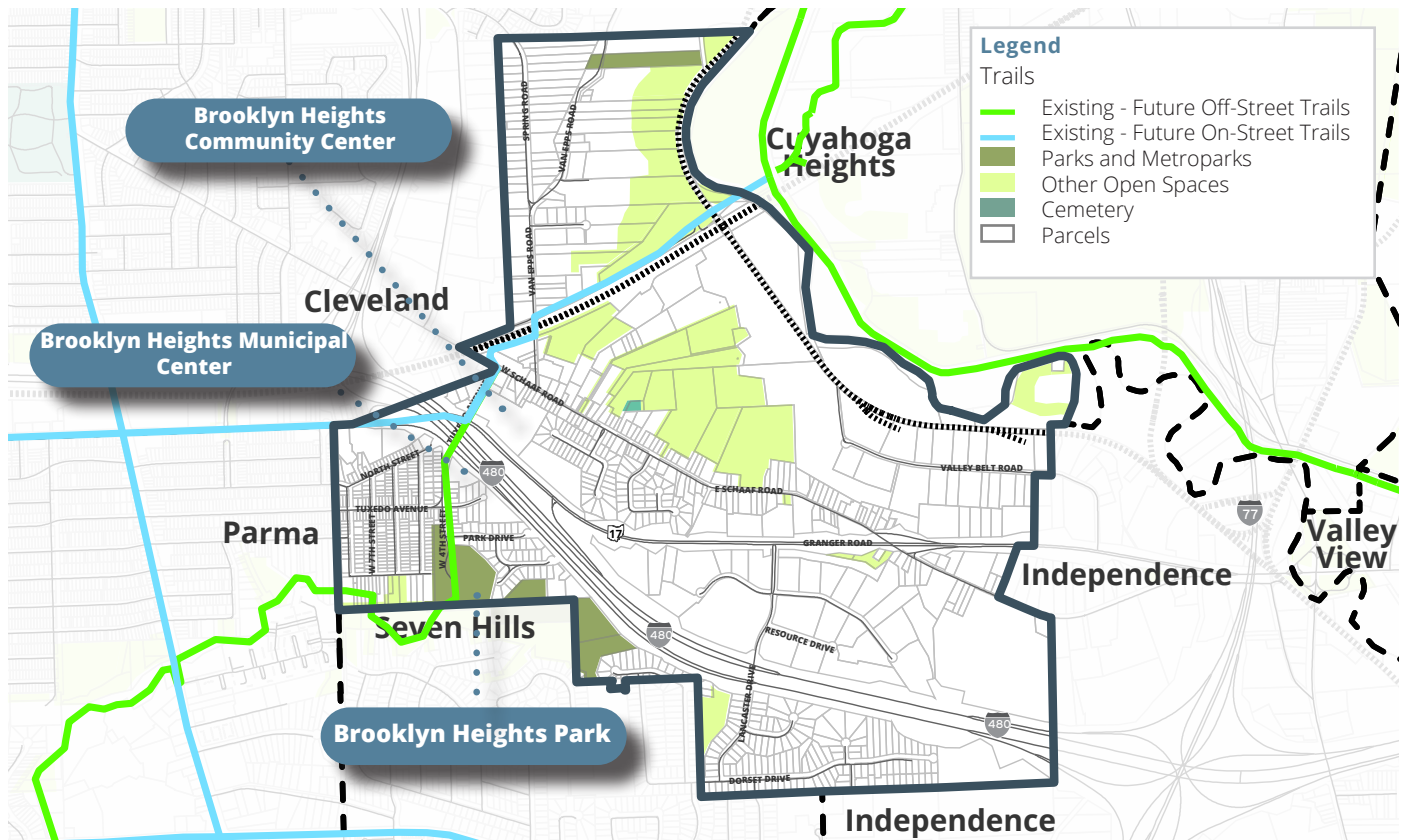 Legend
Trails
Existing - Future Off-Street Trails
Existing - Future On-Street Trails
Parks and Metroparks
Other Open Spaces
Cemetery
Parcels
Brooklyn Heights
Community Center
SPRING ROAD
VAN EPPS ROAD
Cuyahoga
Heights
VAN EPPS ROAD
Cleveland
Brooklyn Heights Municipal
Center
W SCHAAF ROAD
NORTH STREET
480
VALLEY BELT ROAD
E SCHAAF ROAD
TUXEDO AVENUE
77
Parma
W 7TH STREET
W 4TH STREET
PARK DRIVE
17
GRANGER ROAD
Valley
View
Independence
Seven Hills
480
RESOURCE DRIVE
LANCASTER DRIVE
480
Brooklyn Heights Park
DORSET DRIVE
Independence